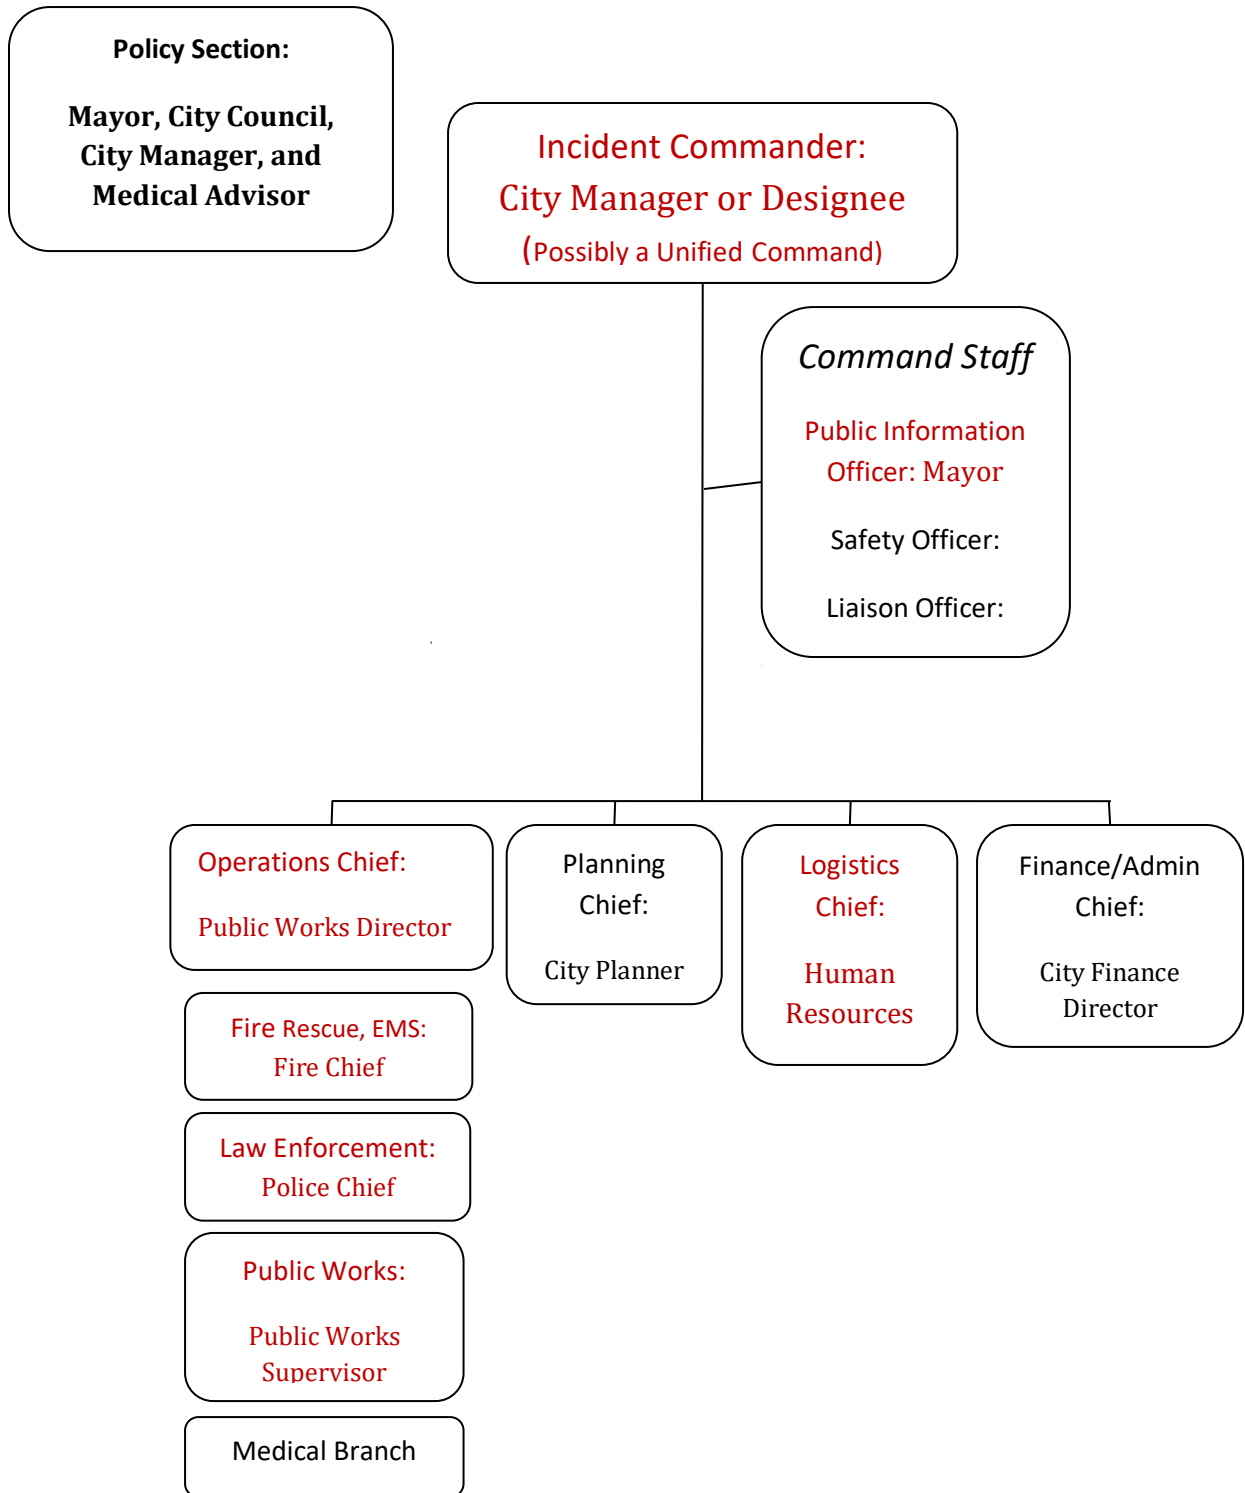 Policy Section:
Mayor, City Council,
City Manager, and
Medical Advisor
Incident Commander:
City Manager or Designee
(Possibly a Unified Command)
Command Staff
Public Information
Officer: Mayor
Safety Officer:
Liaison Officer:
Operations Chief:
Public Works Director
Planning
Chief:
City Planner
Logistics
Chief:
Human
Resources
Finance/Admin
Chief:
City Finance
Director
Fire Rescue, EMS:
Fire Chief
Law Enforcement:
Police Chief
Public Works:
Public Works
Supervisor
Medical Branch